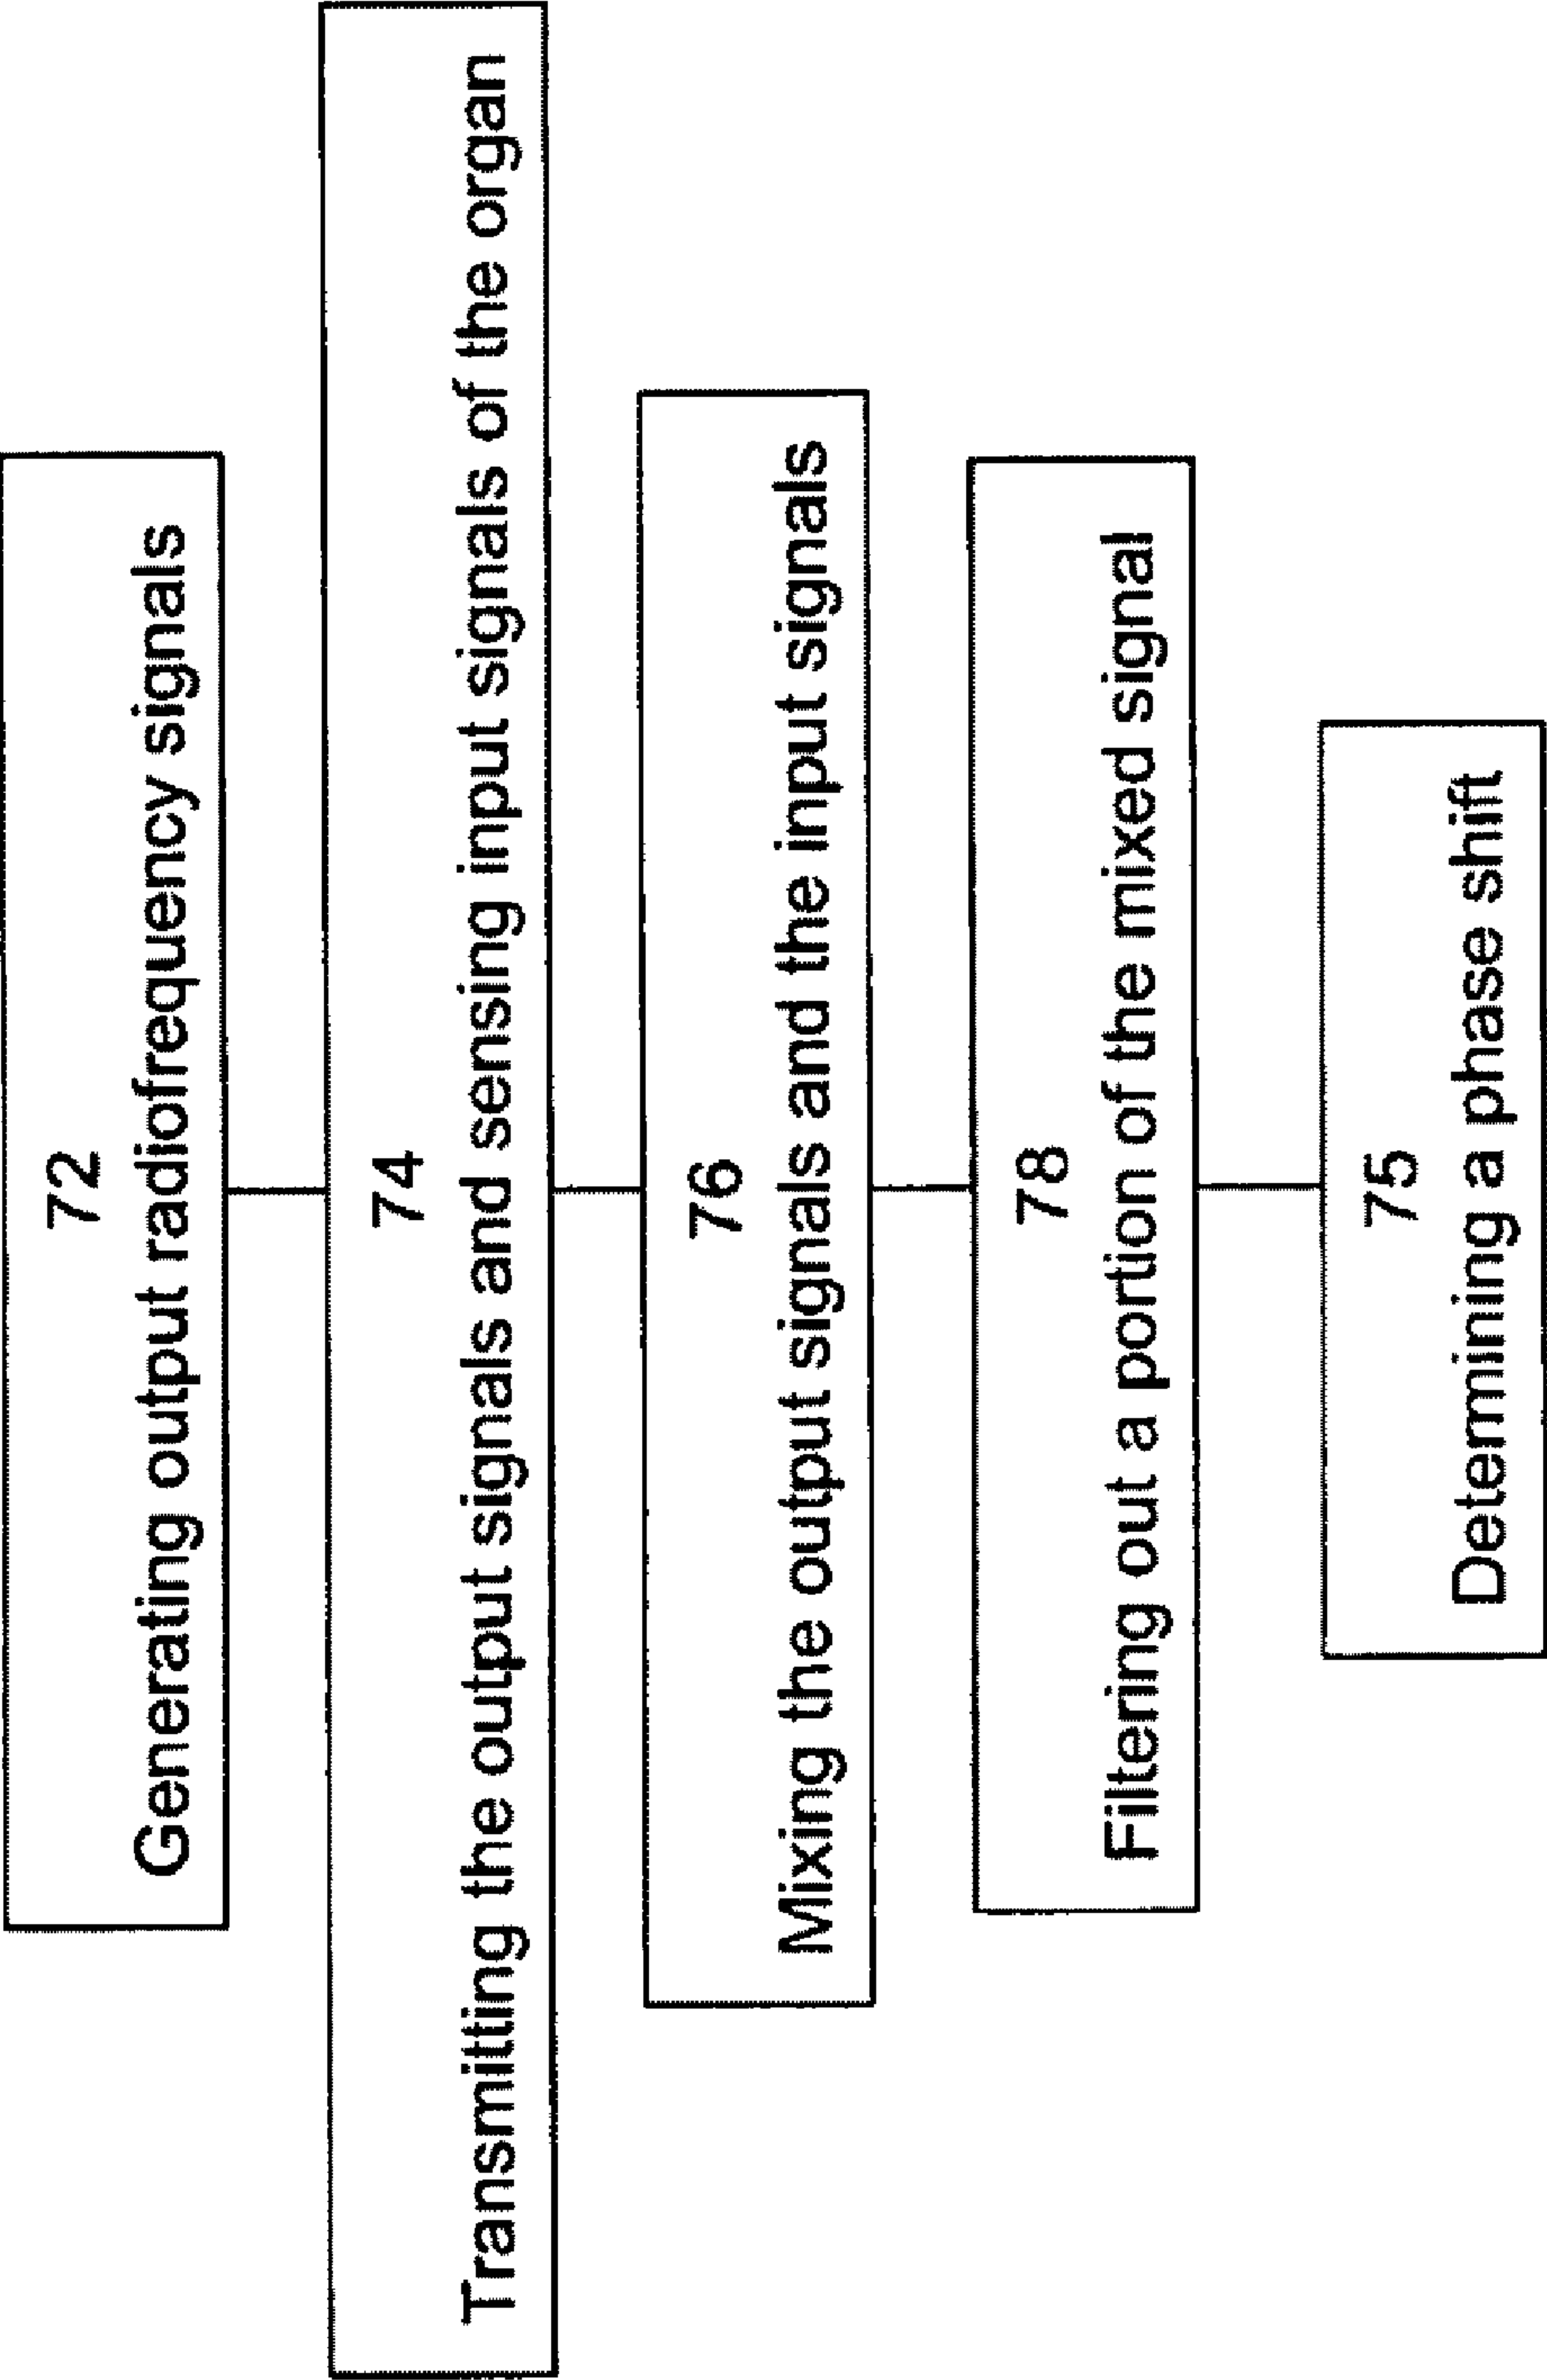 72
Generating output radiofrequency signals
74
Transmitting the output signals and sensing input signals of the organ
76
Mixing the output signals and the input signals
78
Filtering out a portion of the mixed signal
75
Determining a phase shift